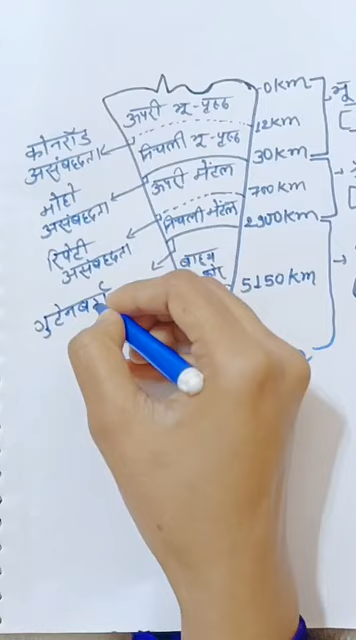 0km
ऊपरी भू-पृष्ठ
12km
कोनरॉड
असंबद्धता
निचली भू-पृष्ठ
30km
ऊपरी मेंटल
मोहो
असंबद्धता
700km
निचली मेंटल
2900km
रिपेटी
असंबद्धता
बाह्य
5150km
गुटेनबर्ग